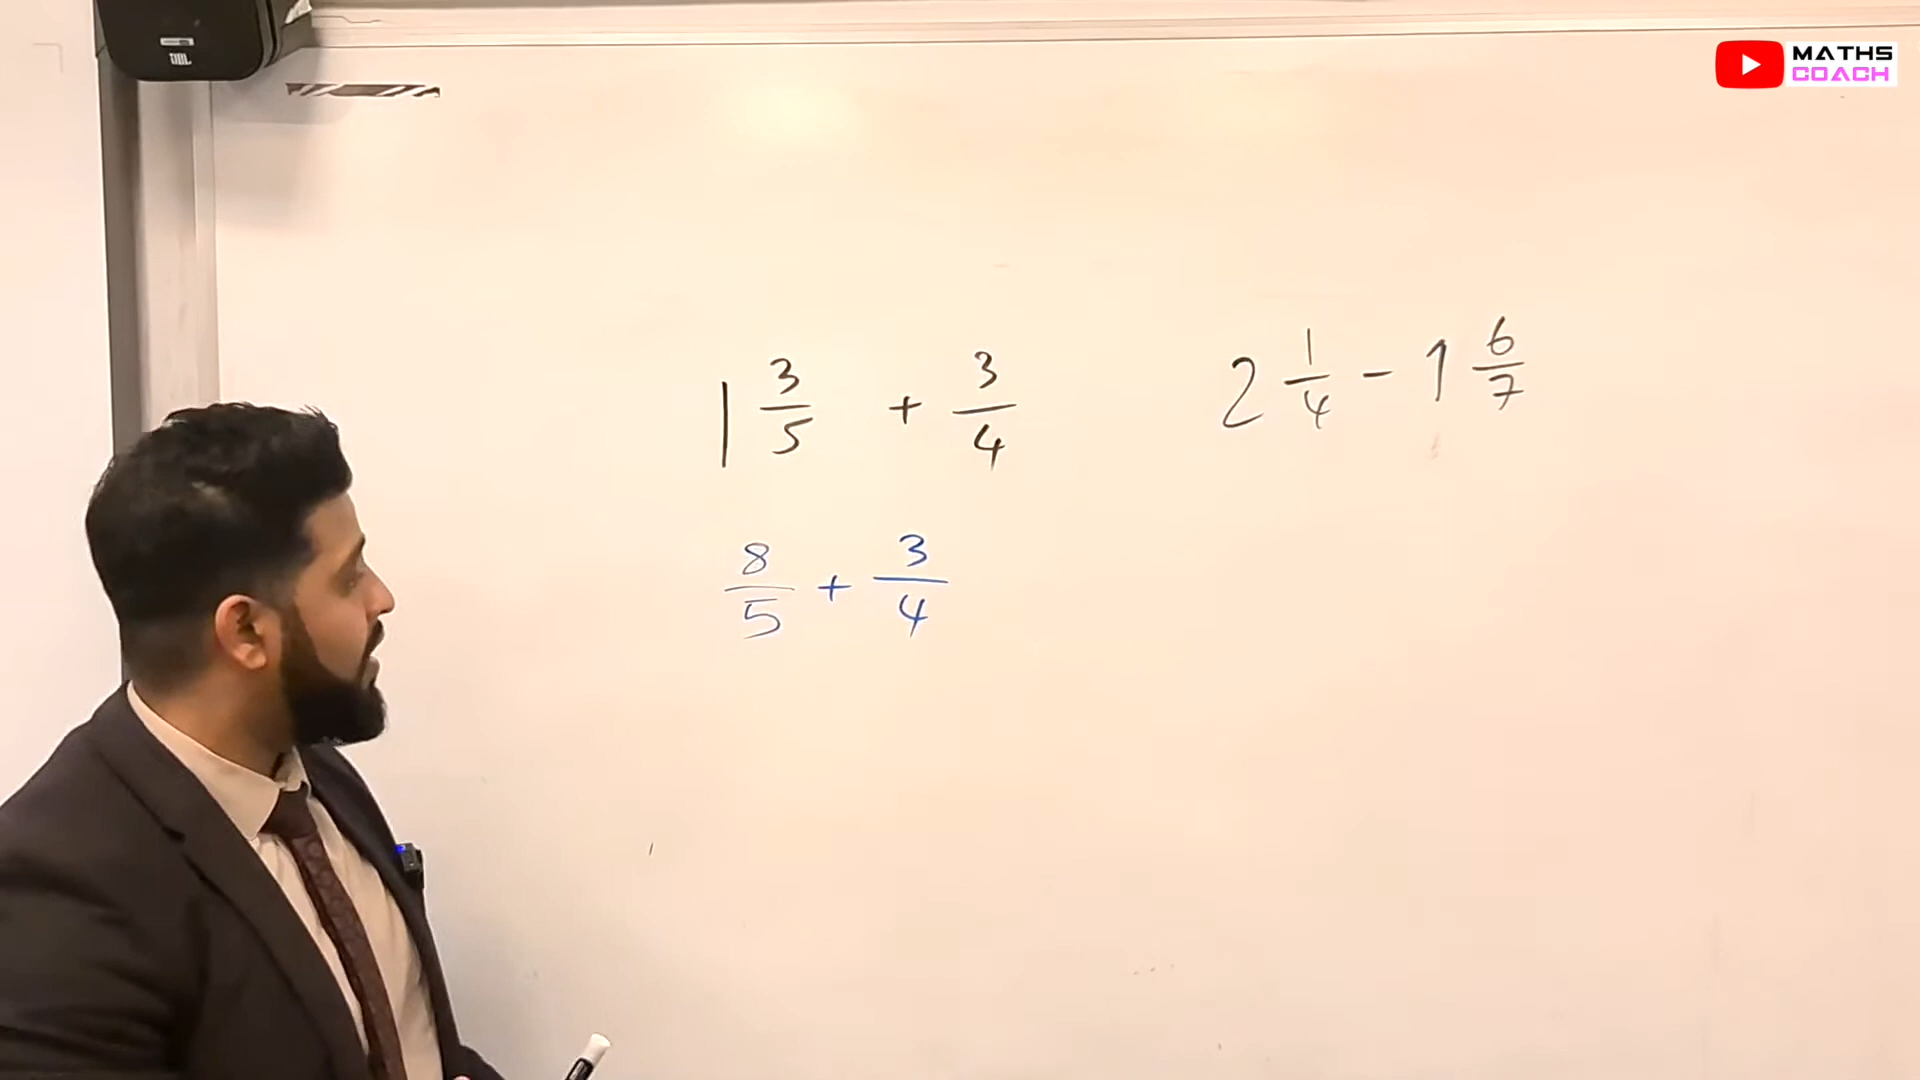 JBL
MATHS
COACH
1 3/5 + 3/4
2 1/4 - 1 6/7
8/5 + 3/4